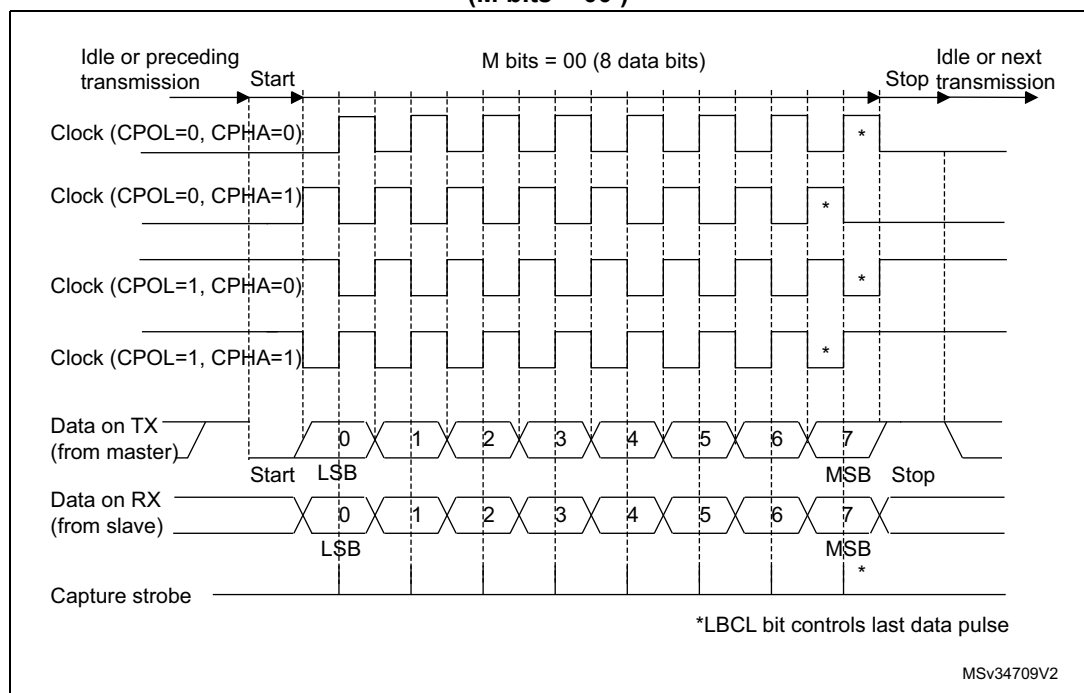 (M bits = 00 )
Idle or preceding
transmission
Start
M bits = 00 (8 data bits)
Stop
Idle or next
transmission
Clock (CPOL=0, CPHA=0)
*
Clock (CPOL=0, CPHA=1)
*
Clock (CPOL=1, CPHA=0)
*
Clock (CPOL=1, CPHA=1)
*
Data on TX
(from master)
0 1 2 3 4 5 6 7
Start LSB MSB Stop
Data on RX
(from slave)
0 1 2 3 4 5 6 7
LSB MSB
*
Capture strobe
*LBCL bit controls last data pulse
MSv34709V2